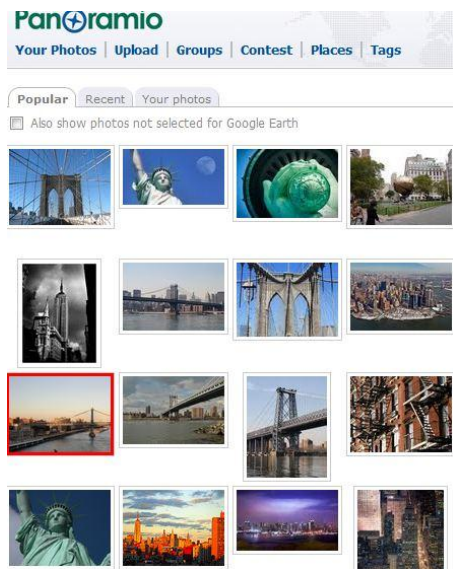 Panoramio
Your Photos | Upload | Groups | Contest | Places | Tags
Popular Recent Your photos
Also show photos not selected for Google Earth